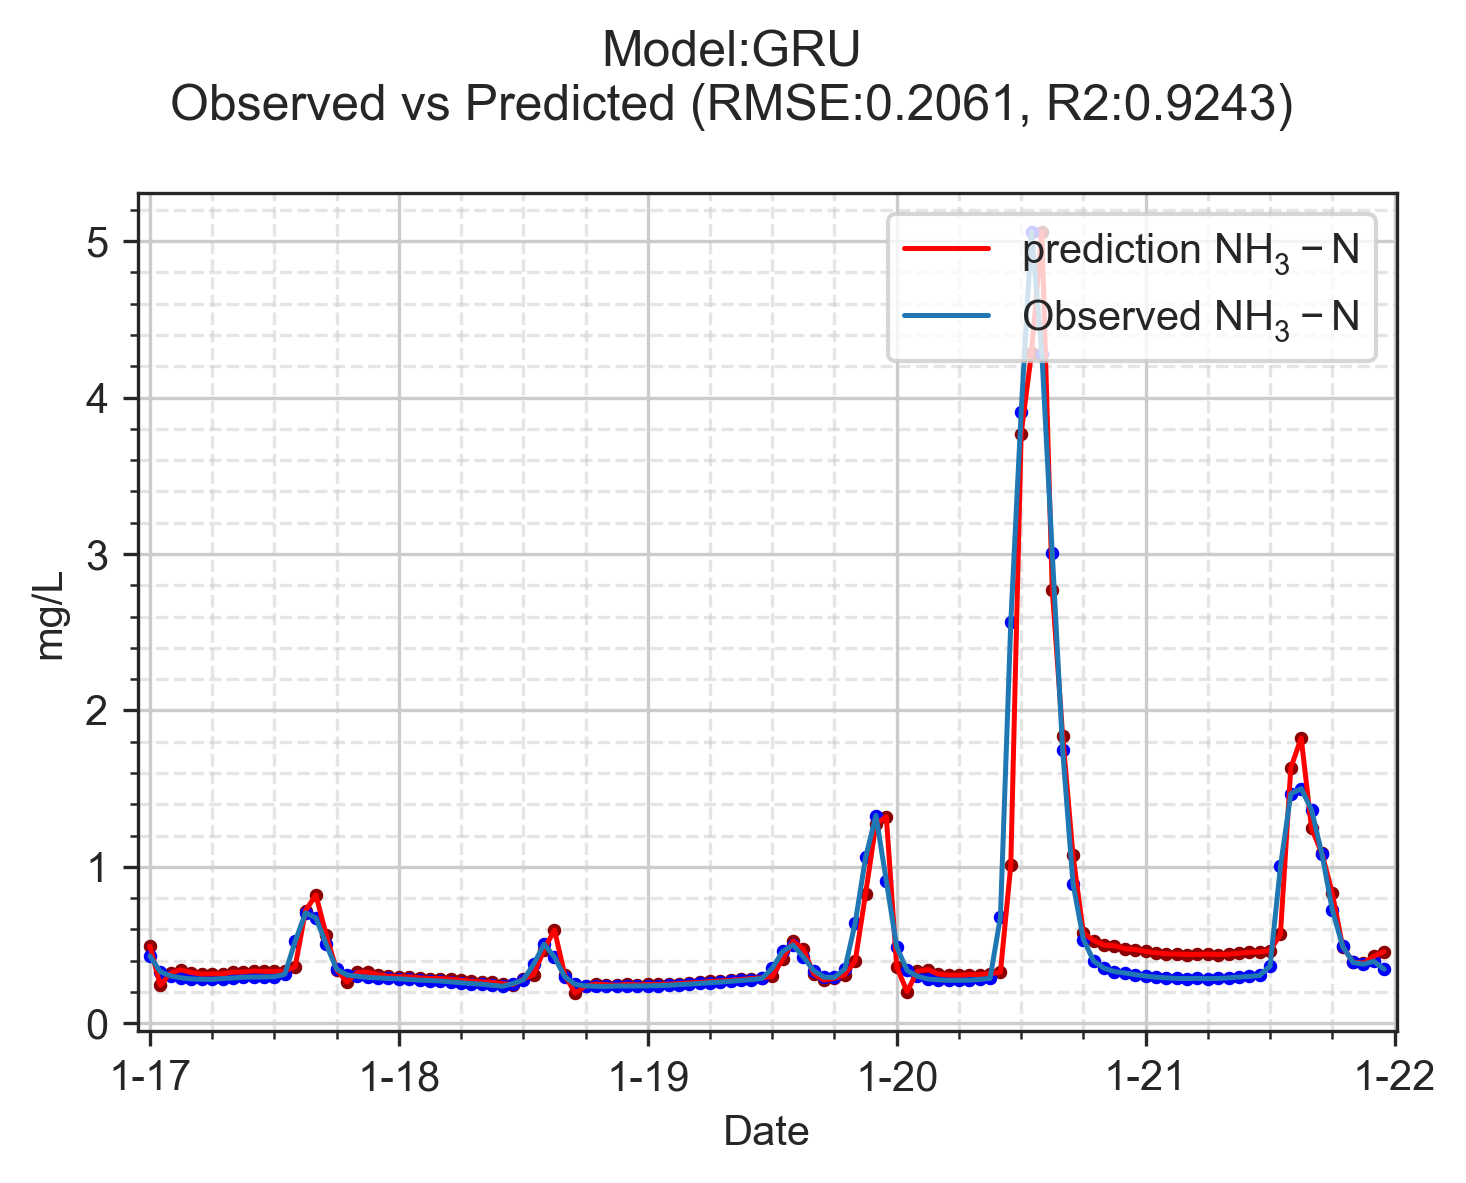 Model:GRU
Observed vs Predicted (RMSE:0.2061, R2:0.9243)
prediction NH₃ − N
Observed NH₃ − N
5
4
3
2
1
0
mg/L
1-17 1-18 1-19 1-20 1-21 1-22
Date